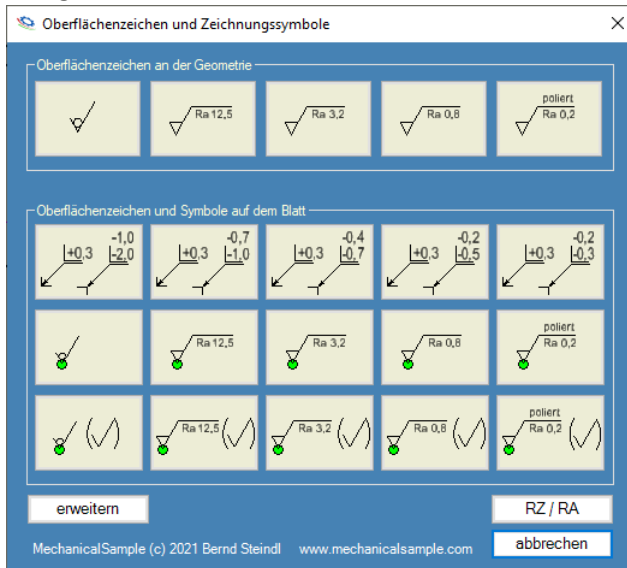 Oberflächenzeichen und Zeichnungssymbole
Oberflächenzeichen an der Geometrie
Ra 12,5
Ra 3,2
Ra 0,8
poliert
Ra 0,2
Oberflächenzeichen und Symbole auf dem Blatt
+0,3 -1,0 -2,0
+0,3 -0,7 -1,0
+0,3 -0,4 -0,7
+0,3 -0,2 -0,5
+0,3 -0,2 -0,3
Ra 12,5
Ra 3,2
Ra 0,8
poliert
Ra 0,2
Ra 12,5
Ra 3,2
Ra 0,8
poliert
Ra 0,2
erweitern
RZ / RA
MechanicalSample (c) 2021 Bernd Steindl www.mechanicalsample.com
abbrechen